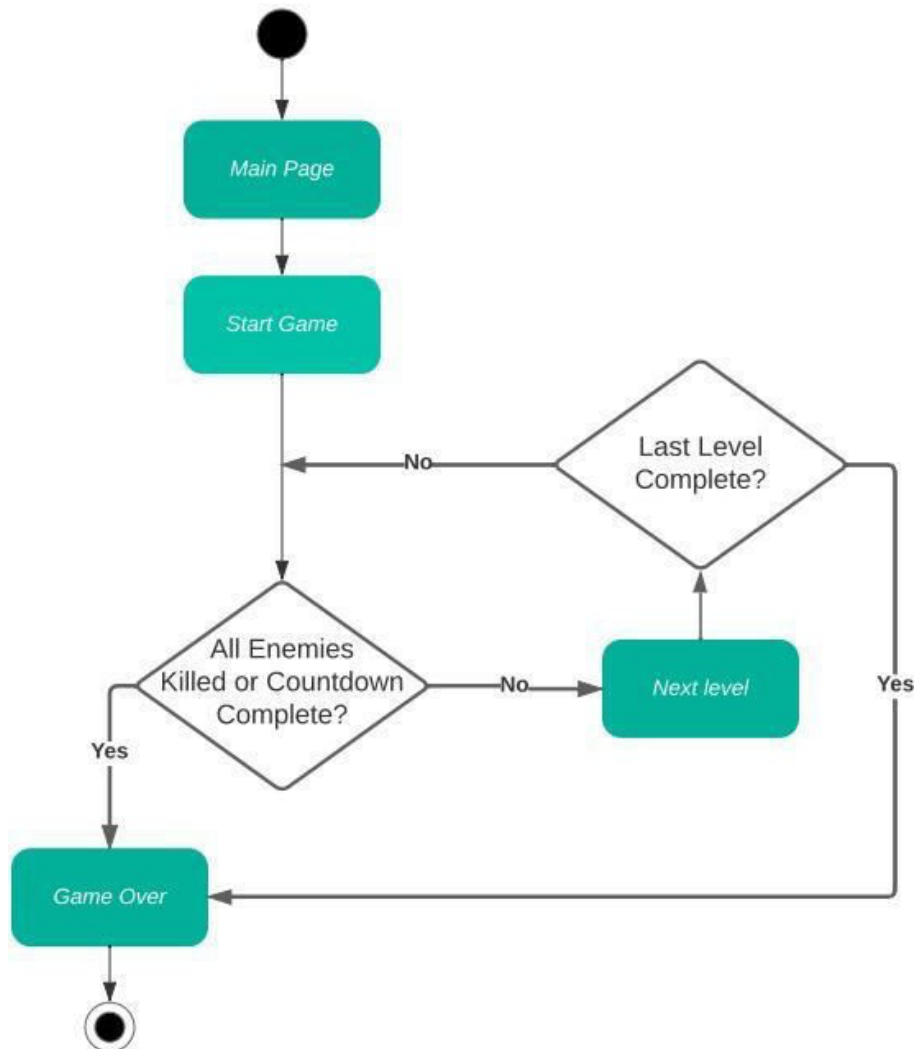 Main Page
Start Game
Last Level
Complete?
No
All Enemies
Killed or Countdown
Complete?
No
Next level
Yes
Yes
Game Over